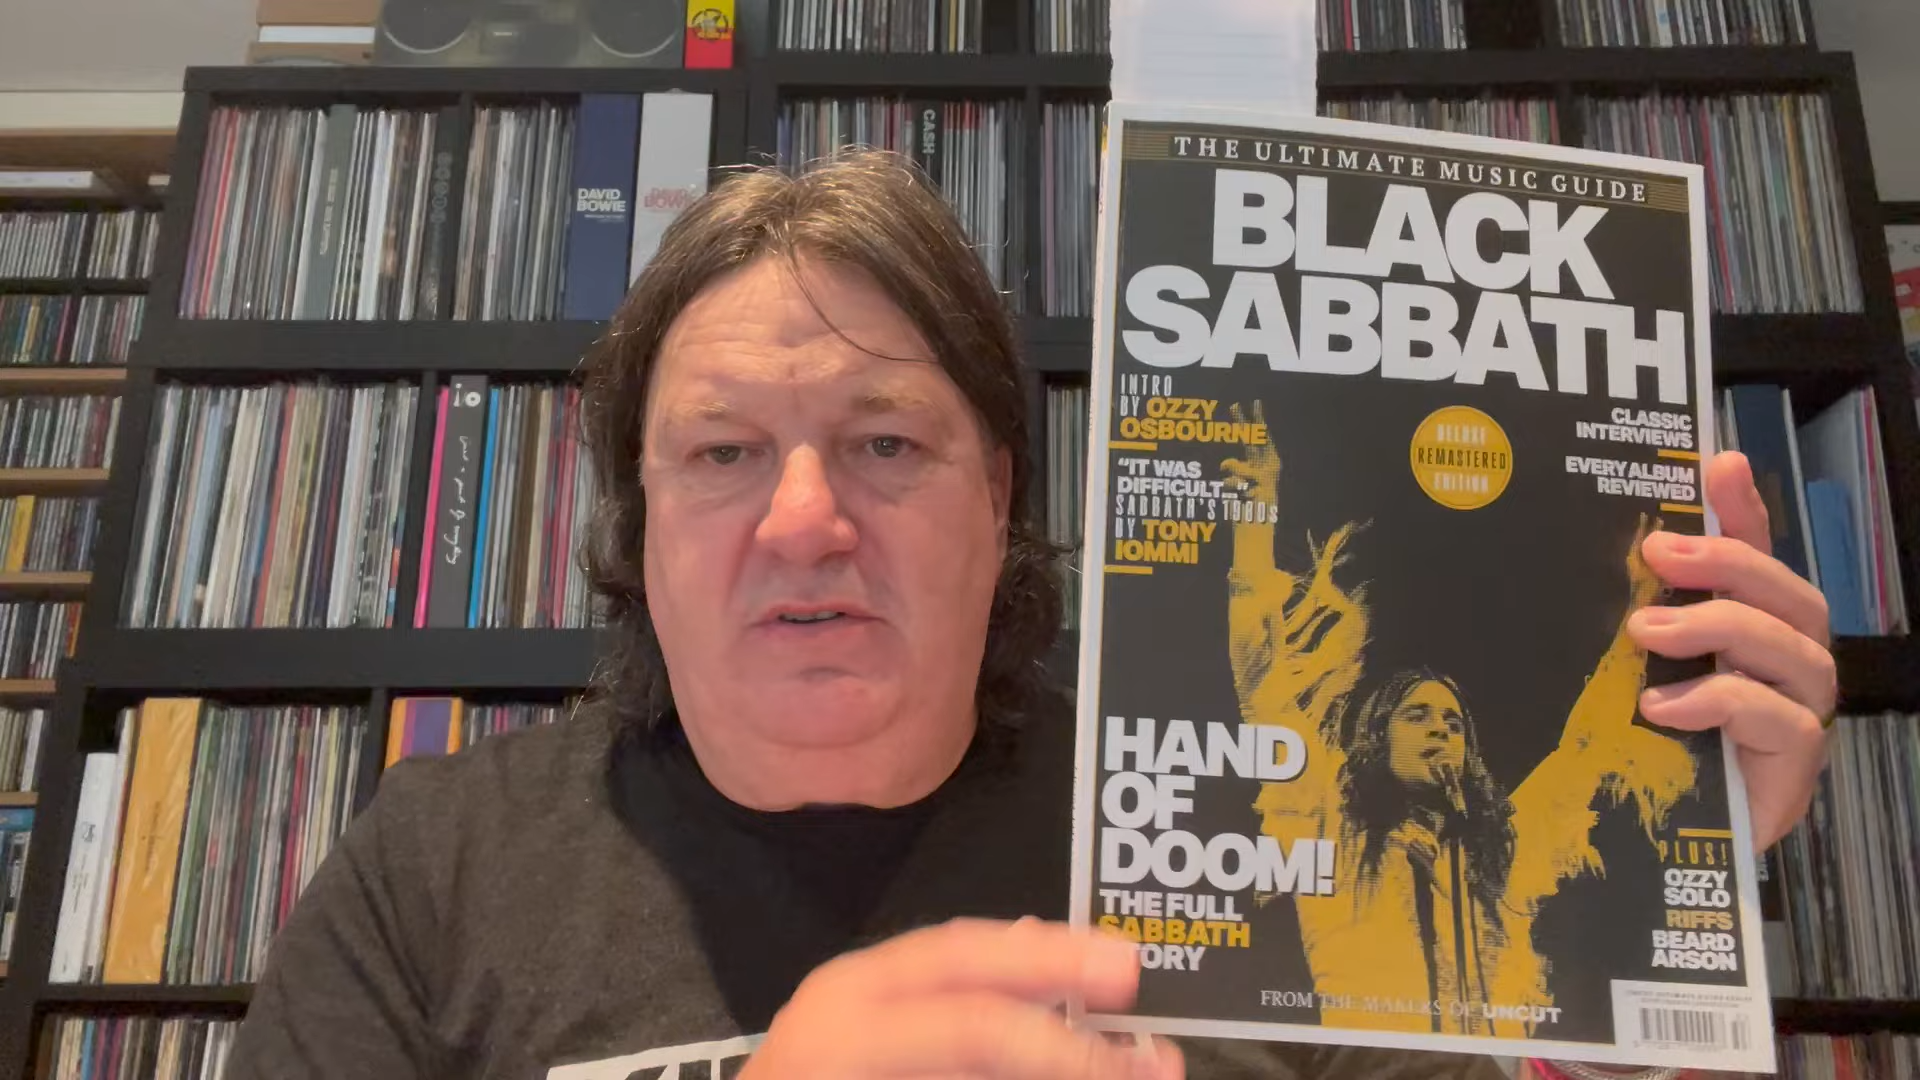 THE ULTIMATE MUSIC GUIDE
BLACK
SABBATH
INTRO
BY OZZY
OSBOURNE
"IT WAS
DIFFICULT..."
SABBATH'S 1980s
BY TONY
IOMMI
DELUXE
REMASTERED
EDITION
CLASSIC
INTERVIEWS
EVERY ALBUM
REVIEWED
HAND
OF
DOOM!
THE FULL
SABBATH
TORY
PLUS!
OZZY
SOLO
RIFFS
BEARD
ARSON
FROM THE MAKERS OF UNCUT
DAVID
BOWIE
DAVID
BOWIE
CASH
i/o